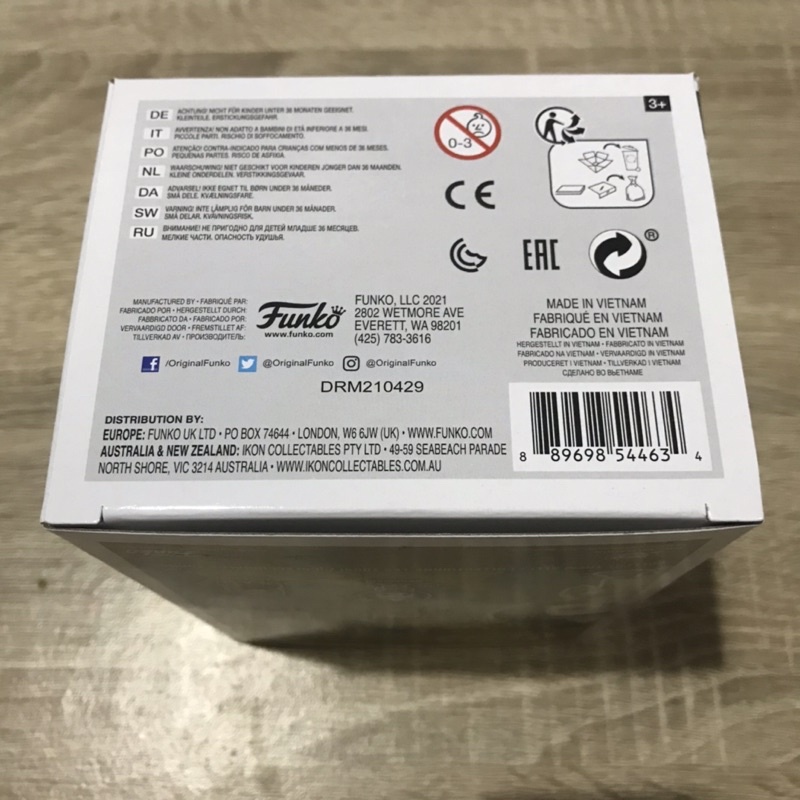 DE ACHTUNG! NICHT FÜR KINDER UNTER 36 MONATEN GEEIGNET.
KLEINTEILE. ERSTICKUNGSGEFAHR.
IT AVVERTENZA! NON ADATTO A BAMBINI DI ETÀ INFERIORE A 36 MESI.
PICCOLE PARTI. RISCHIO DI SOFFOCAMENTO.
PO ATENÇÃO! CONTRA-INDICADO PARA CRIANÇAS COM MENOS DE 36 MESES.
PEQUENAS PARTES. RISCO DE ASFIXIA.
NL WAARSCHUWING! NIET GESCHIKT VOOR KINDEREN JONGER DAN 36 MAANDEN.
KLEINE ONDERDELEN. VERSTIKKINGSGEVAAR.
DA ADVARSEL! IKKE EGNET TIL BØRN UNDER 36 MÅNEDER.
SMÅ DELE. KVÆLNINGSFARE.
SW VARNING! INTE LÄMPLIG FÖR BARN UNDER 36 MÅNADER.
SMÅ DELAR. KVÄVNINGSRISK.
RU ВНИМАНИЕ! НЕ ПРИГОДНО ДЛЯ ДЕТЕЙ МЛАДШЕ 36 МЕСЯЦЕВ.
МЕЛКИЕ ЧАСТИ. ОПАСНОСТЬ УДУШЬЯ.
0-3
3+
CE
EAC
®
MANUFACTURED BY • FABRIQUÉ PAR:
FABRICADO POR • HERGESTELLT DURCH:
FABBRICATO DA • FABRICADO POR:
VERVAARDIGD DOOR • FREMSTILLET AF:
TILLVERKAD AV • ПРОИЗВОДИТЕЛЬ:
Funko
www.funko.com
FUNKO, LLC 2021
2802 WETMORE AVE
EVERETT, WA 98201
(425) 783-3616
MADE IN VIETNAM
FABRIQUÉ EN VIETNAM
FABRICADO EN VIETNAM
HERGESTELLT IN VIETNAM • FABBRICATO IN VIETNAM
FABRICADO NA VIETNAM • VERVAARDIGD IN VIETNAM
PRODUCERET I VIETNAM • TILLVERKAD I VIETNAM
СДЕЛАНО ВО ВЬЕТНАМЕ
f /OriginalFunko @OriginalFunko @OriginalFunko
DRM210429
DISTRIBUTION BY:
EUROPE: FUNKO UK LTD • PO BOX 74644 • LONDON, W6 6JW (UK) • WWW.FUNKO.COM
AUSTRALIA & NEW ZEALAND: IKON COLLECTABLES PTY LTD • 49-59 SEABEACH PARADE
NORTH SHORE, VIC 3214 AUSTRALIA • WWW.IKONCOLLECTABLES.COM.AU
8 89698 54463 4